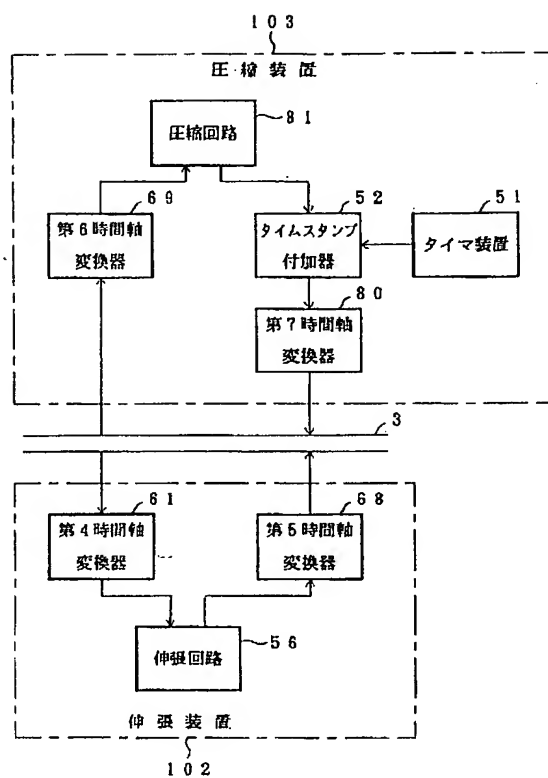 103
圧縮装置
81
圧縮回路
69
第6時間軸
変換器
52
タイムスタンプ
付加器
51
タイマ装置
80
第7時間軸
変換器
3
61
第4時間軸
変換器
68
第5時間軸
変換器
伸張回路
56
伸張装置
102